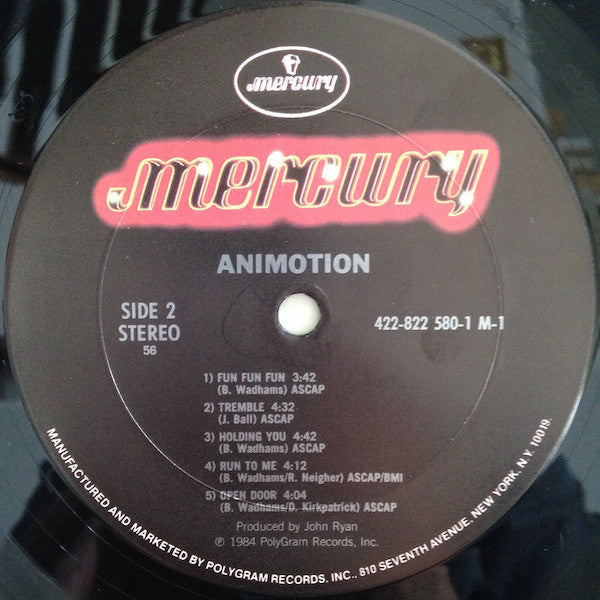 mercury
mercury
ANIMOTION
SIDE 2
STEREO
56
422-822 580-1 M-1
1) FUN FUN FUN 3:42
(B. Wadhams) ASCAP
2) TREMBLE 4:32
(J. Ball) ASCAP
3) HOLDING YOU 4:42
(B. Wadhams) ASCAP
4) RUN TO ME 4:12
(B. Wadhams/R. Neigher) ASCAP/BMI
5) OPEN DOOR 4:04
(B. Wadhams/D. Kirkpatrick) ASCAP
Produced by John Ryan
℗ 1984 PolyGram Records, Inc.
MANUFACTURED AND MARKETED BY POLYGRAM RECORDS. INC., 810 SEVENTH AVENUE. NEW YORK. N.Y. 10019.